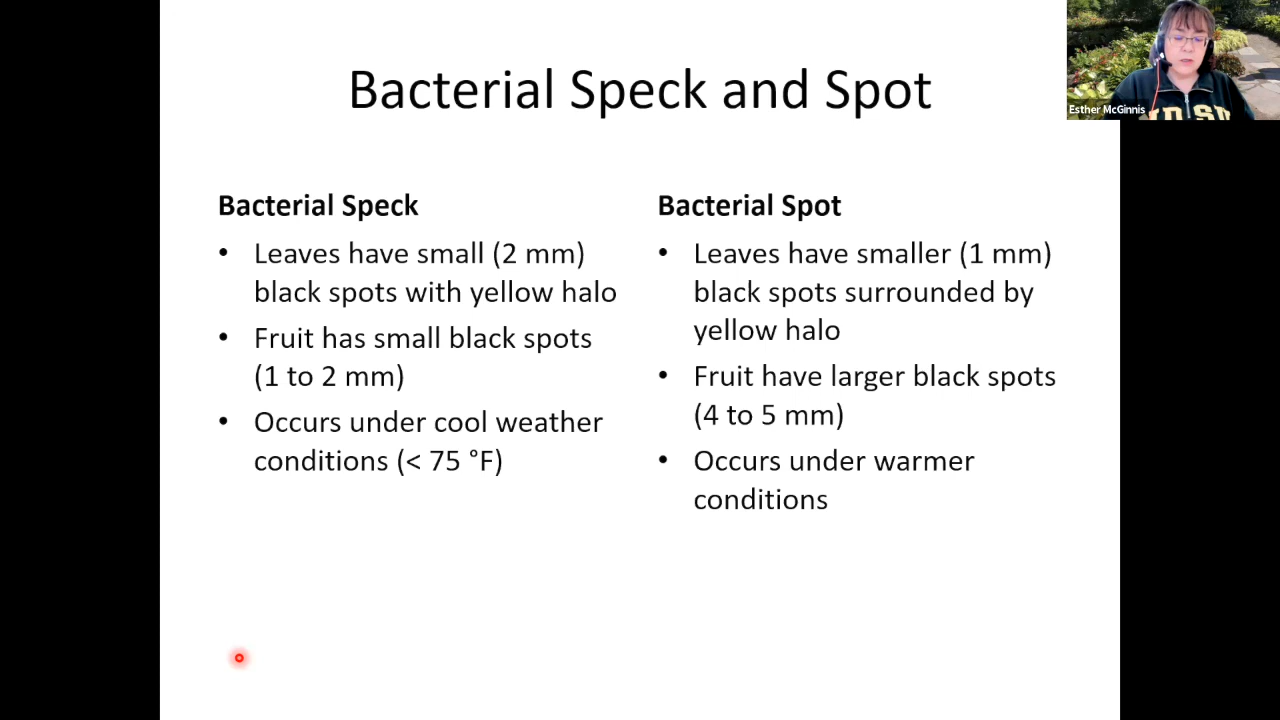 Bacterial Speck and Spot
Esther McGinnis
Bacterial Speck
• Leaves have small (2 mm)
black spots with yellow halo
• Fruit has small black spots
(1 to 2 mm)
• Occurs under cool weather
conditions (< 75 °F)
Bacterial Spot
• Leaves have smaller (1 mm)
black spots surrounded by
yellow halo
• Fruit have larger black spots
(4 to 5 mm)
• Occurs under warmer
conditions